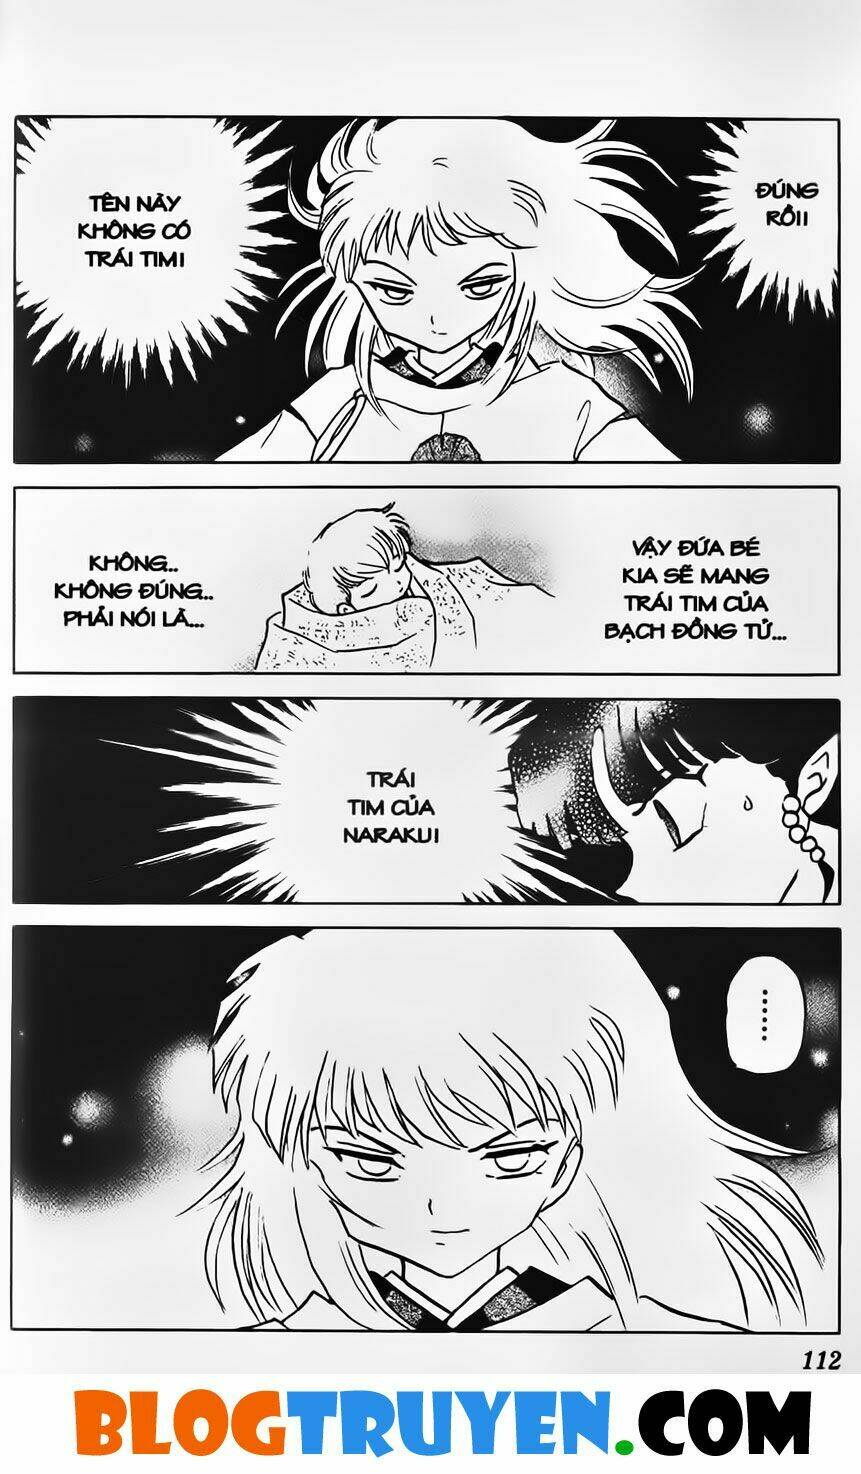 ĐÚNG
RỒI!
TÊN NÀY
KHÔNG CÓ
TRÁI TIM!
VẬY ĐỨA BÉ
KIA SẼ MANG
TRÁI TIM CỦA
BẠCH ĐỒNG TỬ...
KHÔNG..
KHÔNG ĐÚNG..
PHẢI NÓI LÀ...
TRÁI
TIM CỦA
NARAKU!
.......
112
BLOGTRUYEN.COM